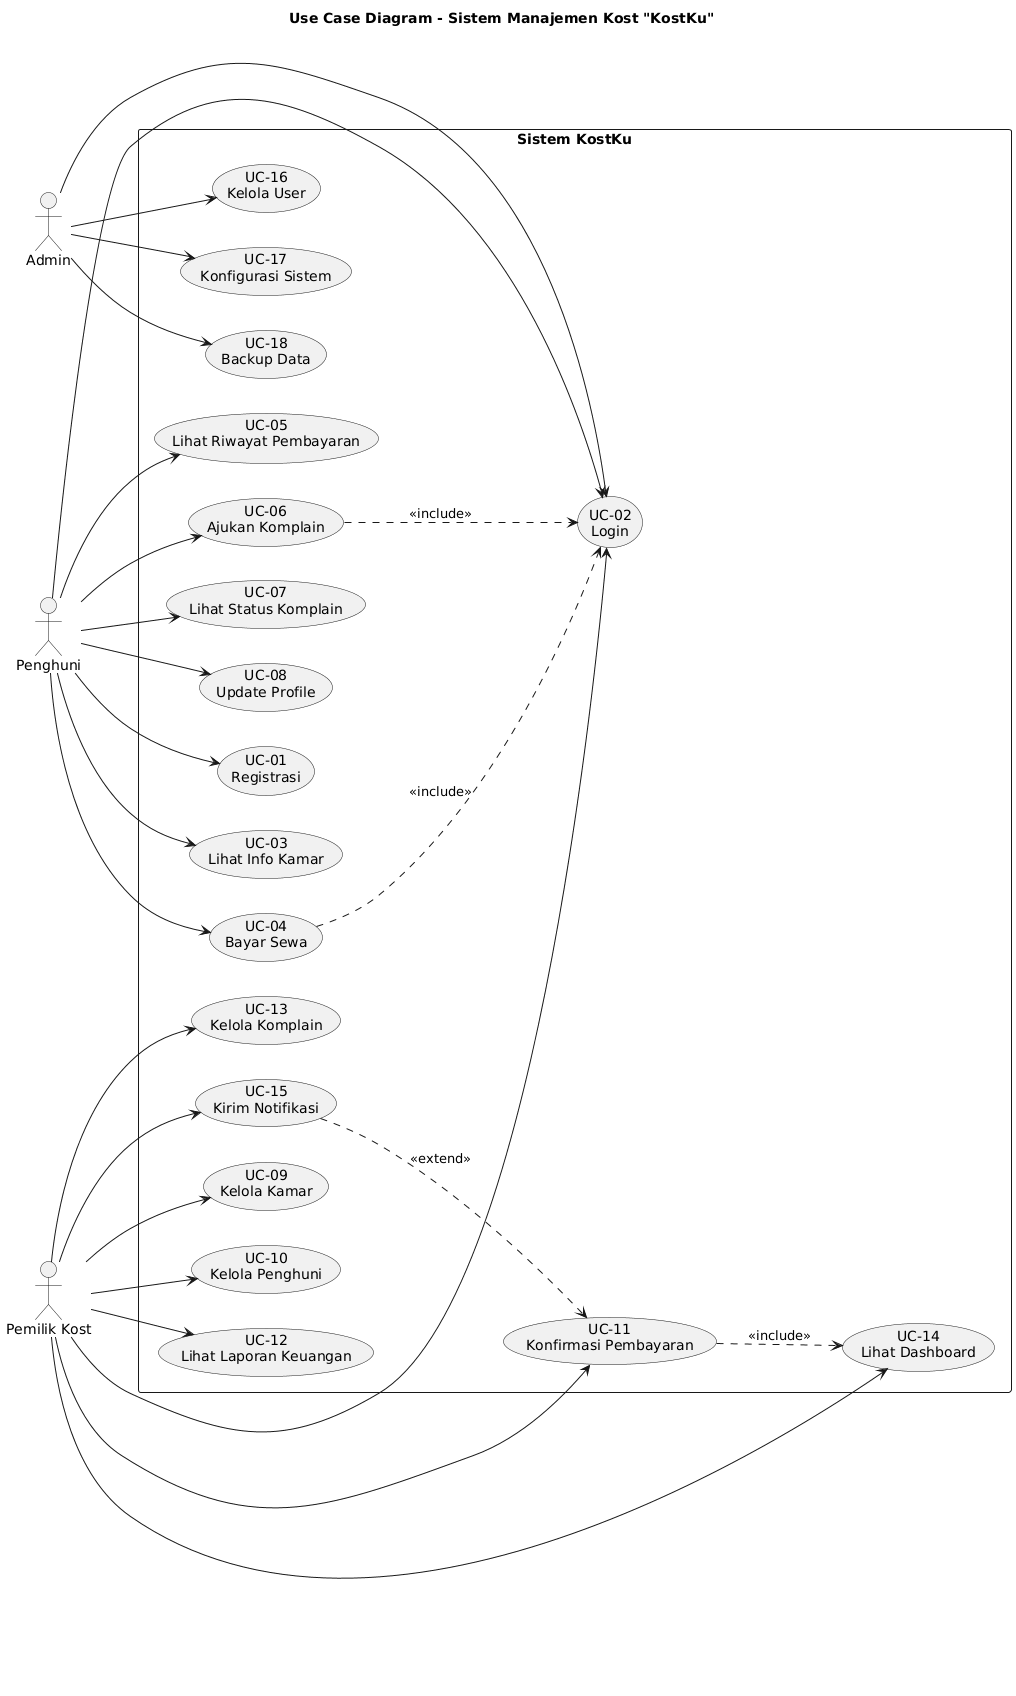 Use Case Diagram - Sistem Manajemen Kost "KostKu"
Sistem KostKu
UC-16
Kelola User
Admin
UC-17
Konfigurasi Sistem
UC-18
Backup Data
UC-05
Lihat Riwayat Pembayaran
UC-06
Ajukan Komplain
«include»
UC-02
Login
UC-07
Lihat Status Komplain
Penghuni
UC-08
Update Profile
UC-01
Registrasi
«include»
UC-03
Lihat Info Kamar
UC-04
Bayar Sewa
UC-13
Kelola Komplain
UC-15
Kirim Notifikasi
«extend»
UC-09
Kelola Kamar
UC-10
Kelola Penghuni
Pemilik Kost
UC-12
Lihat Laporan Keuangan
UC-11
Konfirmasi Pembayaran
«include»
UC-14
Lihat Dashboard